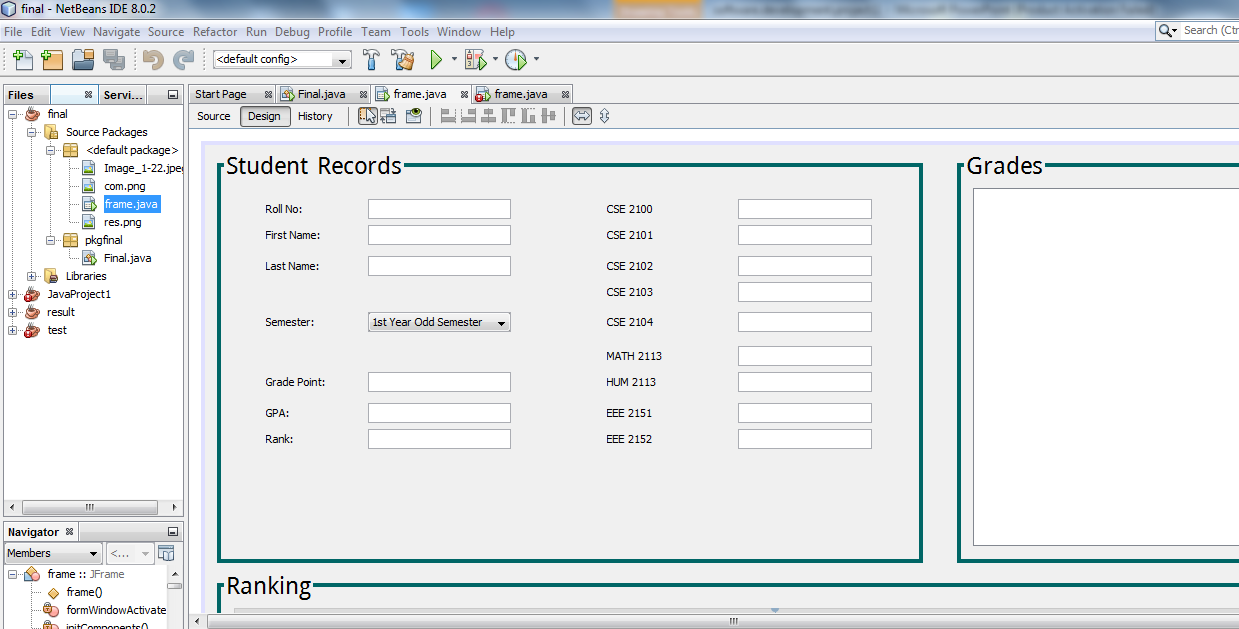 final - NetBeans IDE 8.0.2
File Edit View Navigate Source Refactor Run Debug Profile Team Tools Window Help
Search (Ctr
<default config>
Files Servi...
Start Page Final.java frame.java frame.java
Source Design History
final
Source Packages
<default package>
Image_1-22.jpeg
com.png
frame.java
res.png
pkgfinal
Final.java
Libraries
JavaProject1
result
test
Navigator
Members <...
frame :: JFrame
frame()
formWindowActivate
initComponents()
Student Records
Roll No: CSE 2100
First Name: CSE 2101
Last Name: CSE 2102
CSE 2103
Semester: 1st Year Odd Semester CSE 2104
MATH 2113
Grade Point: HUM 2113
GPA: EEE 2151
Rank: EEE 2152
Grades
Ranking